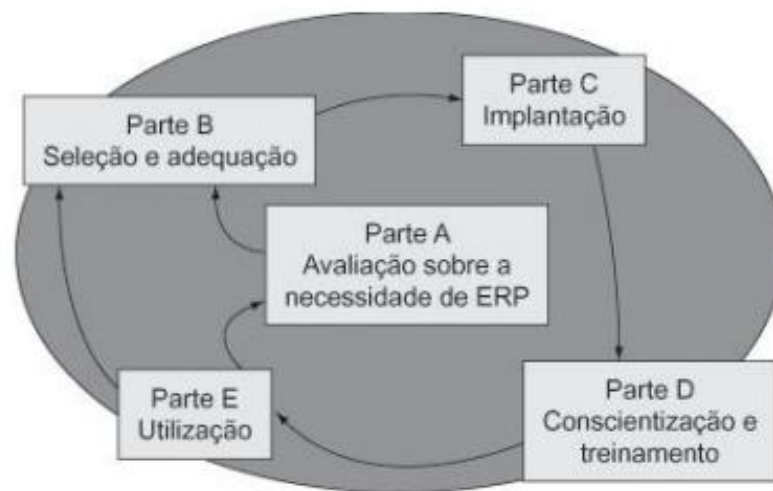 Parte B
Seleção e adequação
Parte C
Implantação
Parte A
Avaliação sobre a
necessidade de ERP
Parte E
Utilização
Parte D
Conscientização e
treinamento